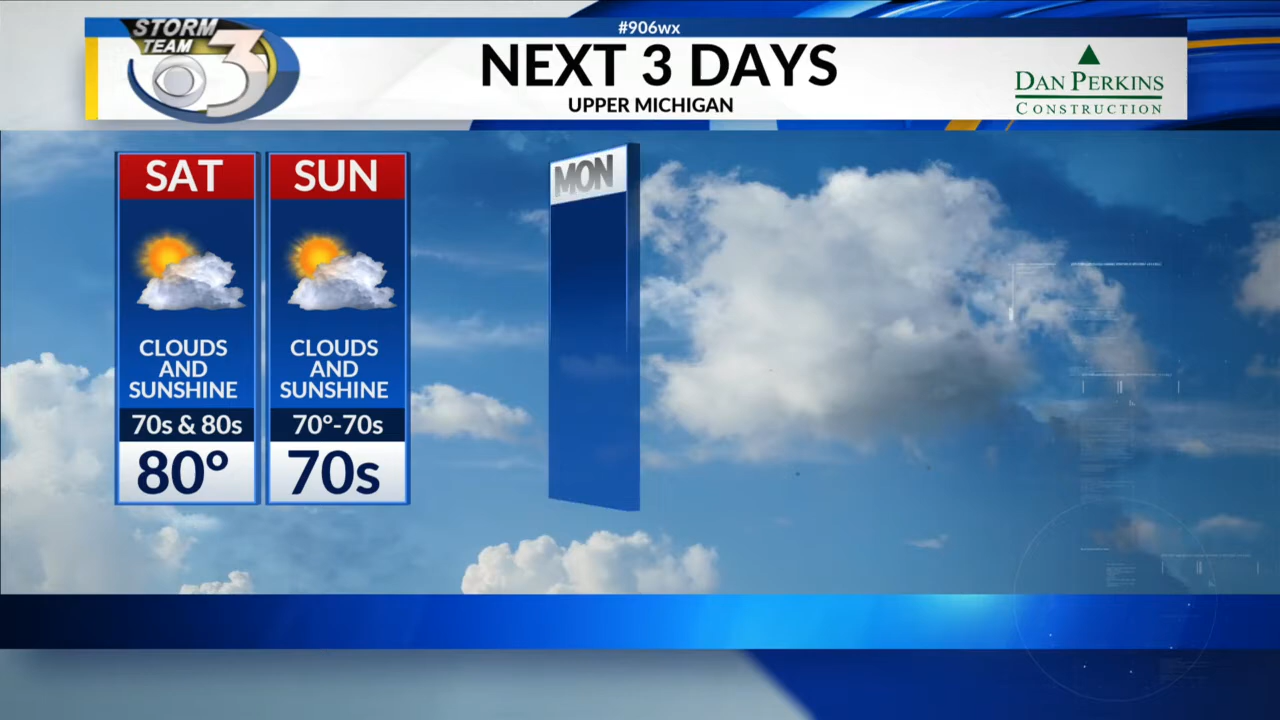 #906wx
STORM
TEAM
3
NEXT 3 DAYS
UPPER MICHIGAN
DAN PERKINS
CONSTRUCTION
SAT
CLOUDS
AND
SUNSHINE
70s & 80s
80°
SUN
CLOUDS
AND
SUNSHINE
70°-70s
70s
MON